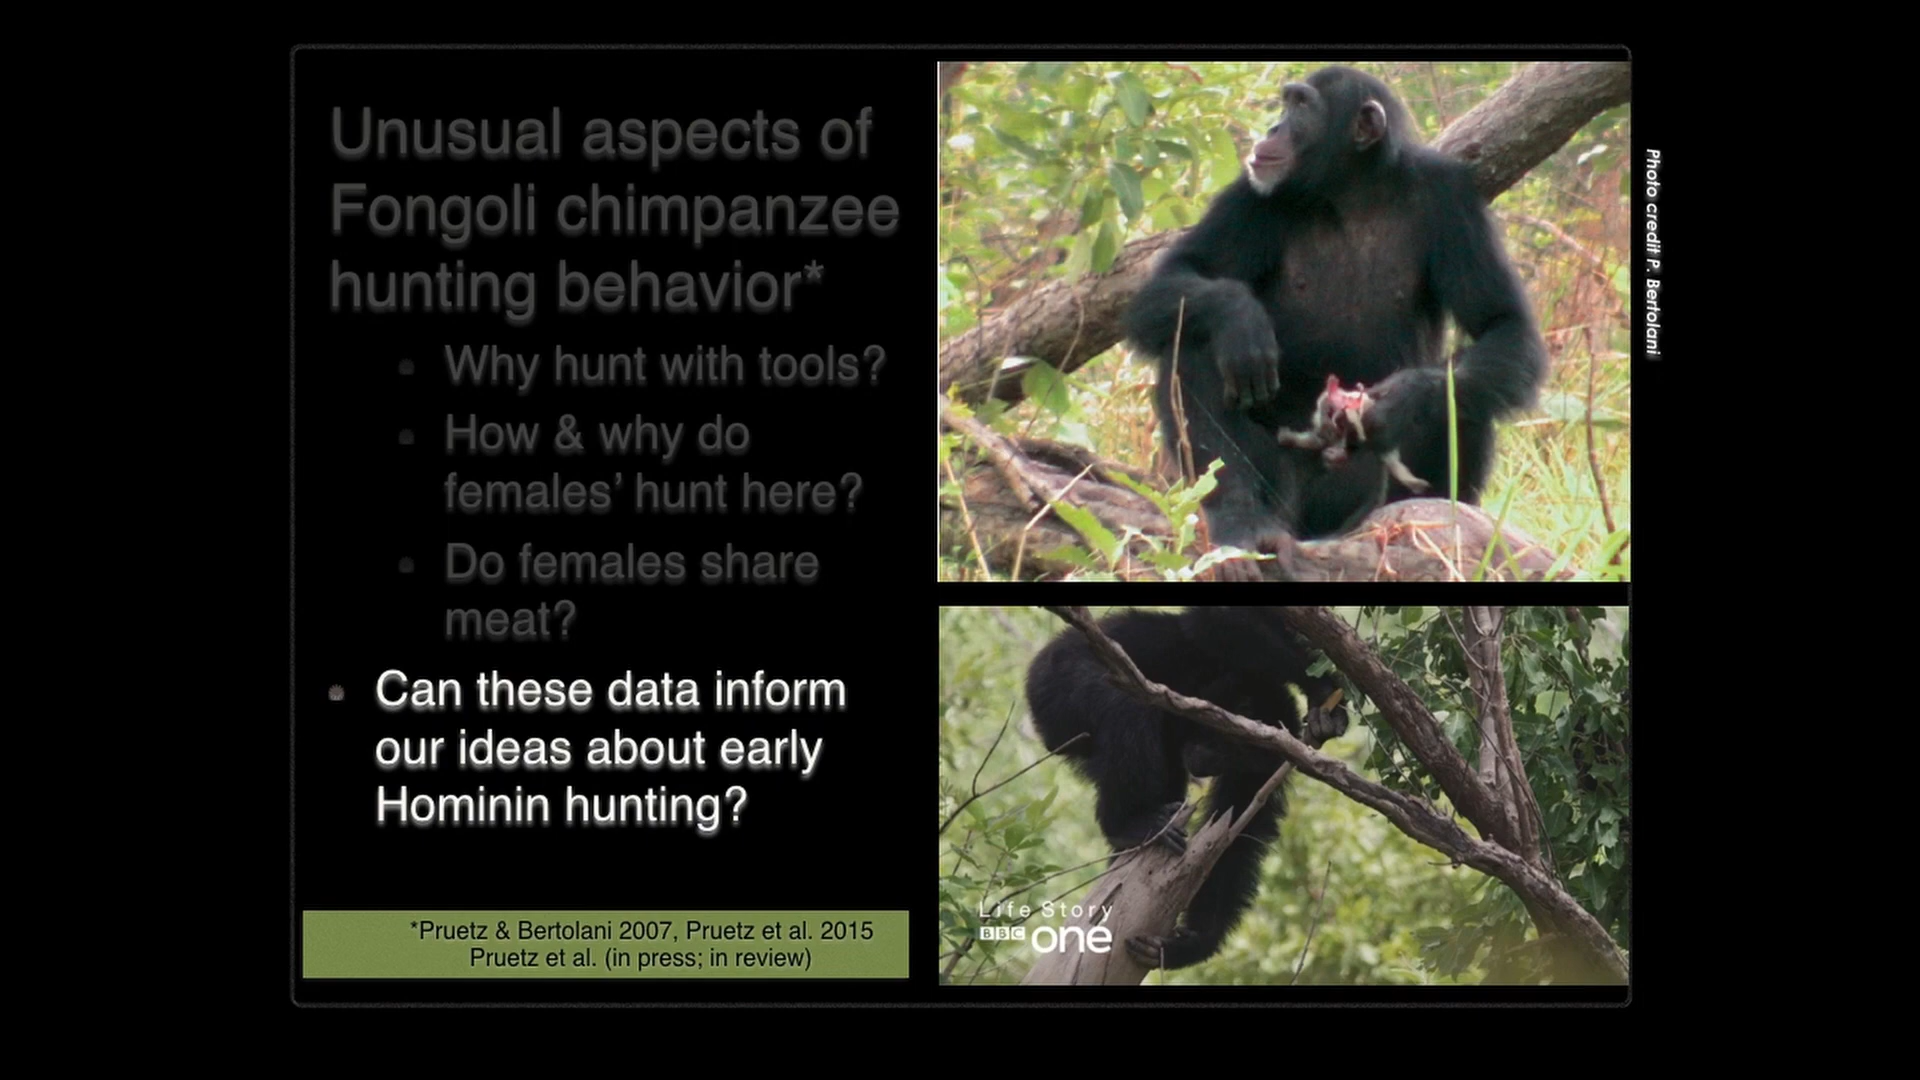 Unusual aspects of
Fongoli chimpanzee
hunting behavior*
Why hunt with tools?
How & why do
females’ hunt here?
Do females share
meat?
Can these data inform
our ideas about early
Hominin hunting?
*Pruetz & Bertolani 2007, Pruetz et al. 2015
Pruetz et al. (in press; in review)
Photo credit P. Bertolani
Life Story
BBC one